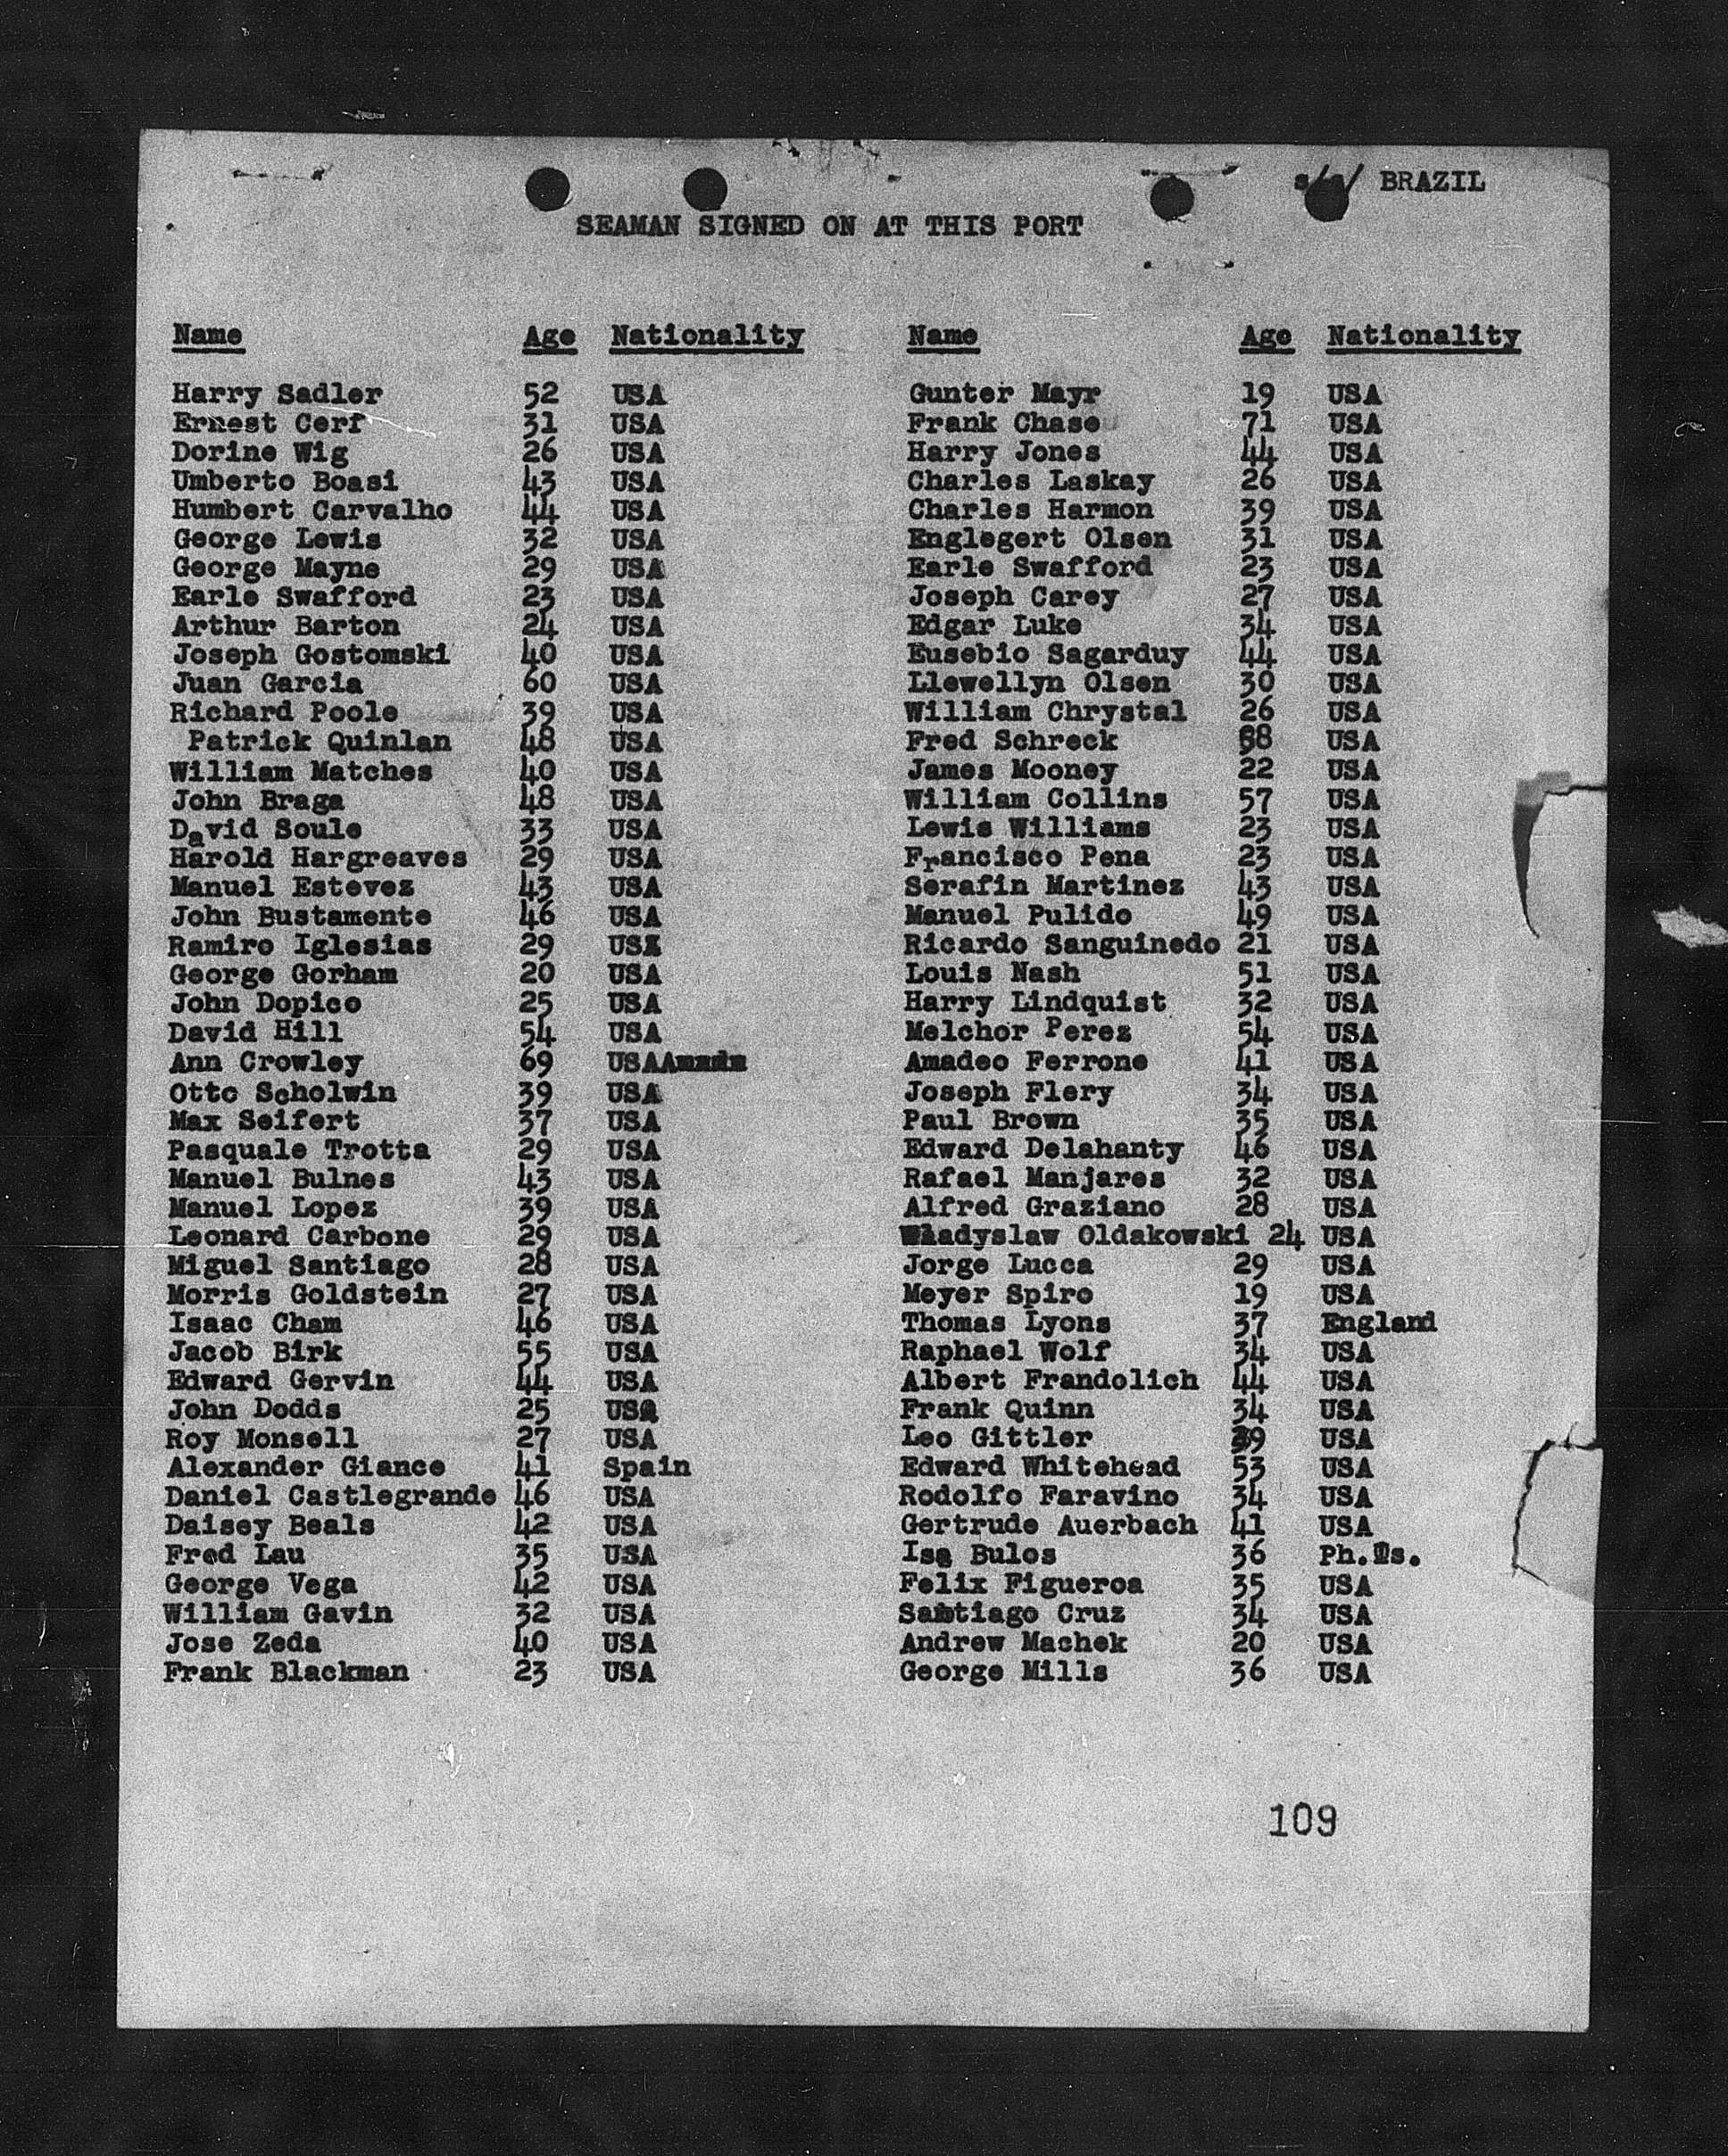 s/s/ BRAZIL
SEAMAN SIGNED ON AT THIS PORT
Name Age Nationality Name Age Nationality
Harry Sadler 52 USA Gunter Mayr 19 USA
Ernest Cerf 31 USA Frank Chase 71 USA
Dorine Wig 26 USA Harry Jones 44 USA
Umberto Boasi 43 USA Charles Laskay 26 USA
Humbert Carvalho 44 USA Charles Harmon 39 USA
George Lewis 32 USA Englegert Olsen 31 USA
George Mayne 29 USA Earle Swafford 23 USA
Earle Swafford 23 USA Joseph Carey 27 USA
Arthur Barton 24 USA Edgar Luke 34 USA
Joseph Gostomski 40 USA Eusebio Sagarduy 44 USA
Juan Garcia 60 USA Llewellyn Olsen 30 USA
Richard Poole 39 USA William Chrystal 26 USA
Patrick Quinlan 48 USA Fred Schreck USA
William Matches 40 USA James Mooney 22 USA
John Braga 48 USA William Collins 57 USA
David Soule 33 USA Lewis Williams 23 USA
Harold Hargreaves 29 USA Francisco Pena 23 USA
Manuel Estevez 43 USA Serafin Martinez 43 USA
John Bustamente 46 USA Manuel Pulido 49 USA
Ramiro Iglesias 29 USA Ricardo Sanguinedo 21 USA
George Gorham 20 USA Louis Nash 51 USA
John Dopico 25 USA Harry Lindquist 32 USA
David Hill 54 USA Melchor Perez 54 USA
Ann Crowley 69 USA Amadeo Ferrone 41 USA
Otto Scholwin 39 USA Joseph Flery 34 USA
Max Seifert 37 USA Paul Brown 35 USA
Pasquale Trotta 29 USA Edward Delahanty 46 USA
Manuel Bulnes 43 USA Rafael Manjares 32 USA
Manuel Lopez 39 USA Alfred Graziano 28 USA
Leonard Carbone 29 USA Wladyslaw Oldakowski 24 USA
Miguel Santiago 28 USA Jorge Lucca 29 USA
Morris Goldstein 27 USA Meyer Spiro 19 USA
Isaac Cham 46 USA Thomas Lyons 37 England
Jacob Birk 55 USA Raphael Wolf 34 USA
Edward Gervin 44 USA Albert Frandolich 44 USA
John Dodds 25 USA Frank Quinn 34 USA
Roy Monsell 27 USA Leo Gittler 39 USA
Alexander Giance 41 Spain Edward Whitehead 53 USA
Daniel Castlegrande 46 USA Rodolfo Faravino 34 USA
Daisey Beals 42 USA Gertrude Auerbach 41 USA
Fred Lau 35 USA Isa Bulos 36 Ph.Is.
George Vega 42 USA Felix Figueroa 35 USA
William Gavin 32 USA Santiago Cruz 34 USA
Jose Zeda 40 USA Andrew Machek 20 USA
Frank Blackman 23 USA George Mills 36 USA
109